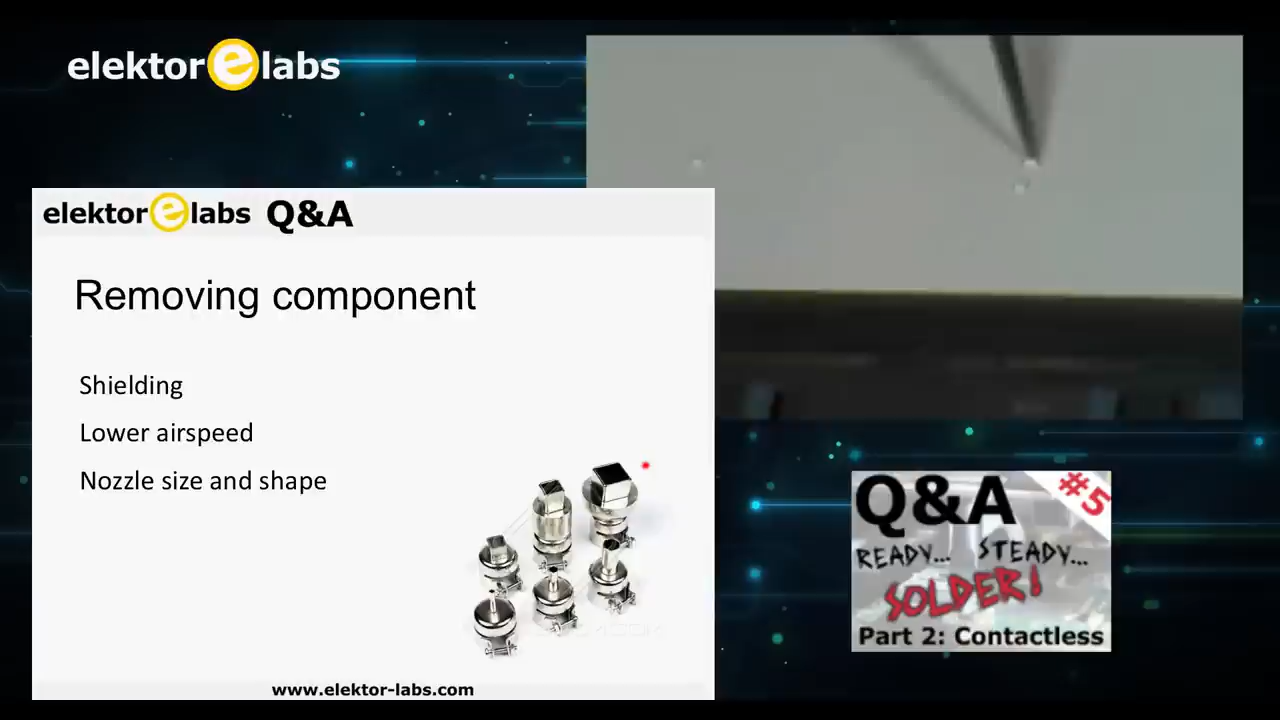 elektor e labs
elektor e labs Q&A
Removing component
Shielding
Lower airspeed
Nozzle size and shape
www.elektor-labs.com
Q&A
#5
READY... STEADY...
SOLDER!
Part 2: Contactless